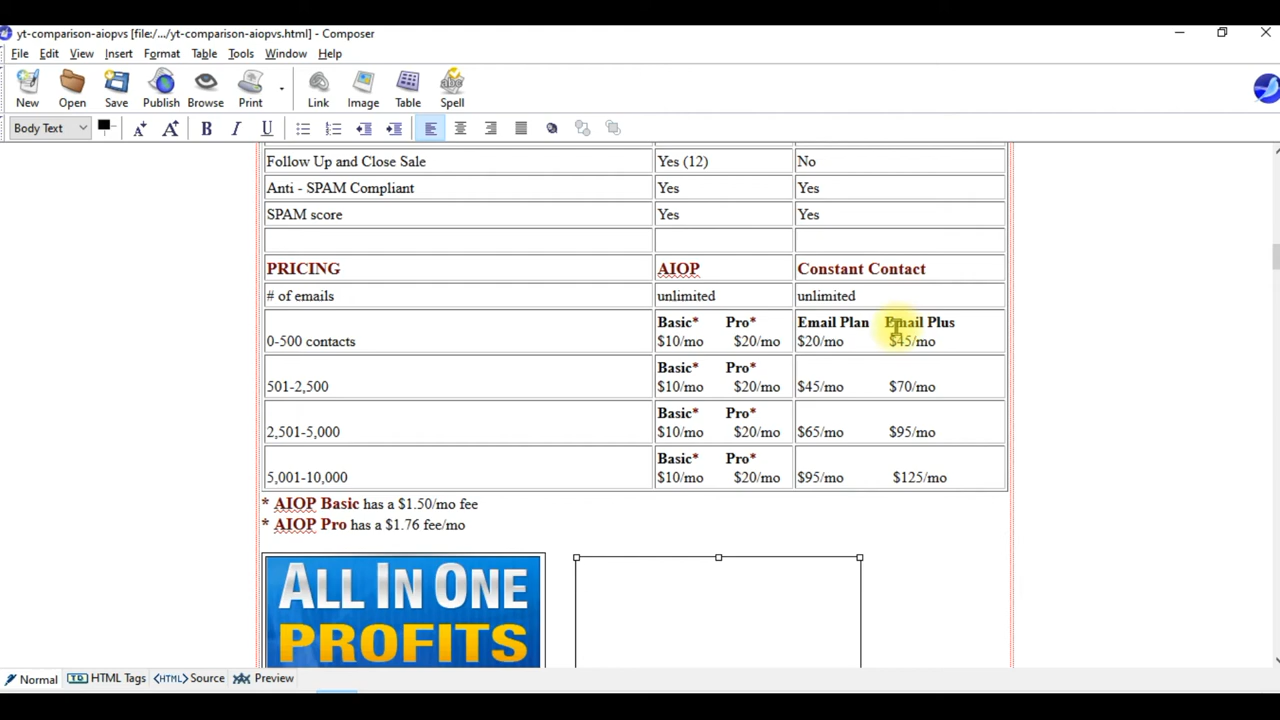 yt-comparison-aiopvs [file:/.../yt-comparison-aiopvs.html] - Composer
File Edit View Insert Format Table Tools Window Help
New Open Save Publish Browse Print Link Image Table Spell
Body Text B I U
Follow Up and Close Sale Yes (12) No
Anti - SPAM Compliant Yes Yes
SPAM score Yes Yes
PRICING AIOP Constant Contact
# of emails unlimited unlimited
Basic* Pro* Email Plan Email Plus
0-500 contacts $10/mo $20/mo $20/mo $45/mo
Basic* Pro*
501-2,500 $10/mo $20/mo $45/mo $70/mo
Basic* Pro*
2,501-5,000 $10/mo $20/mo $65/mo $95/mo
Basic* Pro*
5,001-10,000 $10/mo $20/mo $95/mo $125/mo
* AIOP Basic has a $1.50/mo fee
* AIOP Pro has a $1.76 fee/mo
ALL IN ONE
PROFITS
Normal HTML Tags <HTML> Source Preview